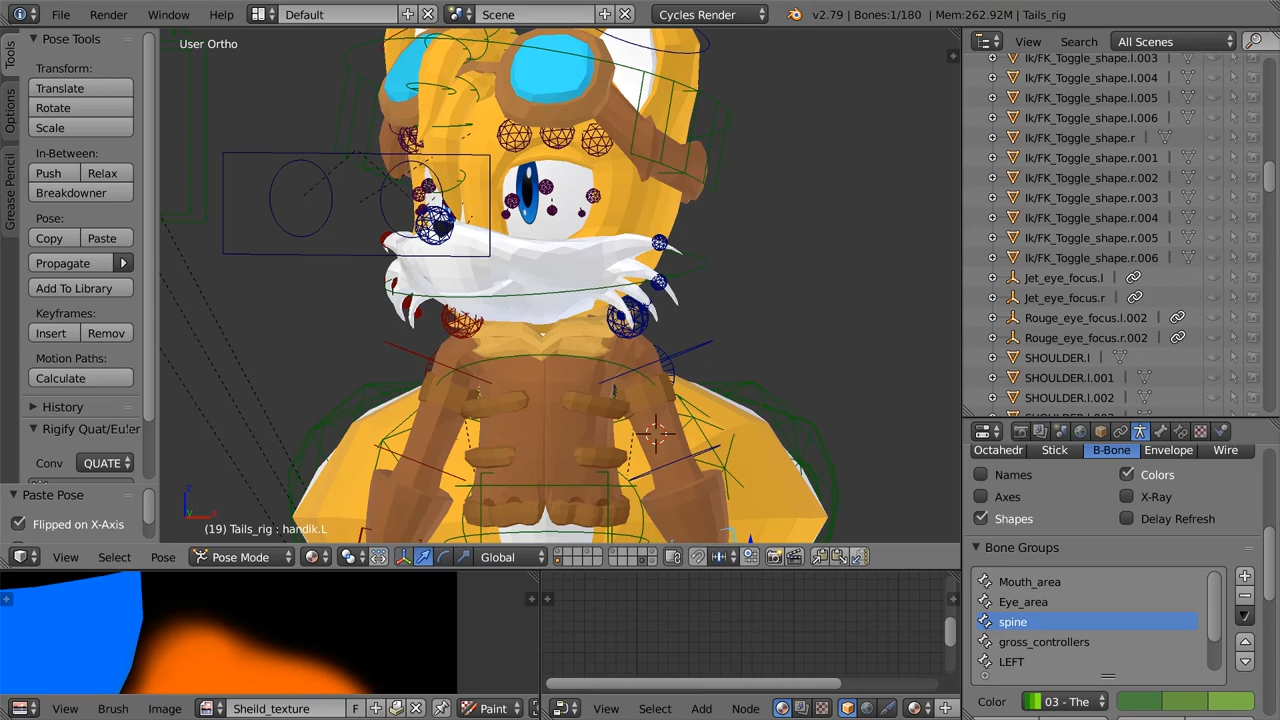 File Render Window Help Default Scene Cycles Render v2.79 | Bones:1/180 | Mem:262.92M | Tails_rig
Tools
Options
Grease Pencil
Pose Tools
Transform:
Translate
Rotate
Scale
In-Between:
Push Relax
Breakdowner
Pose:
Copy Paste
Propagate
Add To Library
Keyframes:
Insert Remov
Motion Paths:
Calculate
History
Rigify Quat/Euler
Conv QUATE
Paste Pose
Flipped on X-Axis
User Ortho
z
x
(19) Tails_rig : handik.L
View Select Pose Pose Mode Global
View Brush Image Sheild_texture F Paint
View Select Add Node
View Search All Scenes
Ik/FK_Toggle_shape.l.003
Ik/FK_Toggle_shape.l.004
Ik/FK_Toggle_shape.l.005
Ik/FK_Toggle_shape.l.006
Ik/FK_Toggle_shape.r
Ik/FK_Toggle_shape.r.001
Ik/FK_Toggle_shape.r.002
Ik/FK_Toggle_shape.r.003
Ik/FK_Toggle_shape.r.004
Ik/FK_Toggle_shape.r.005
Ik/FK_Toggle_shape.r.006
Jet_eye_focus.l
Jet_eye_focus.r
Rouge_eye_focus.l.002
Rouge_eye_focus.r.002
SHOULDER.l
SHOULDER.l.001
SHOULDER.l.002
Octahedr Stick B-Bone Envelope Wire
Names Colors
Axes X-Ray
Shapes Delay Refresh
Bone Groups
Mouth_area
Eye_area
spine
gross_controllers
LEFT
Color 03 - The